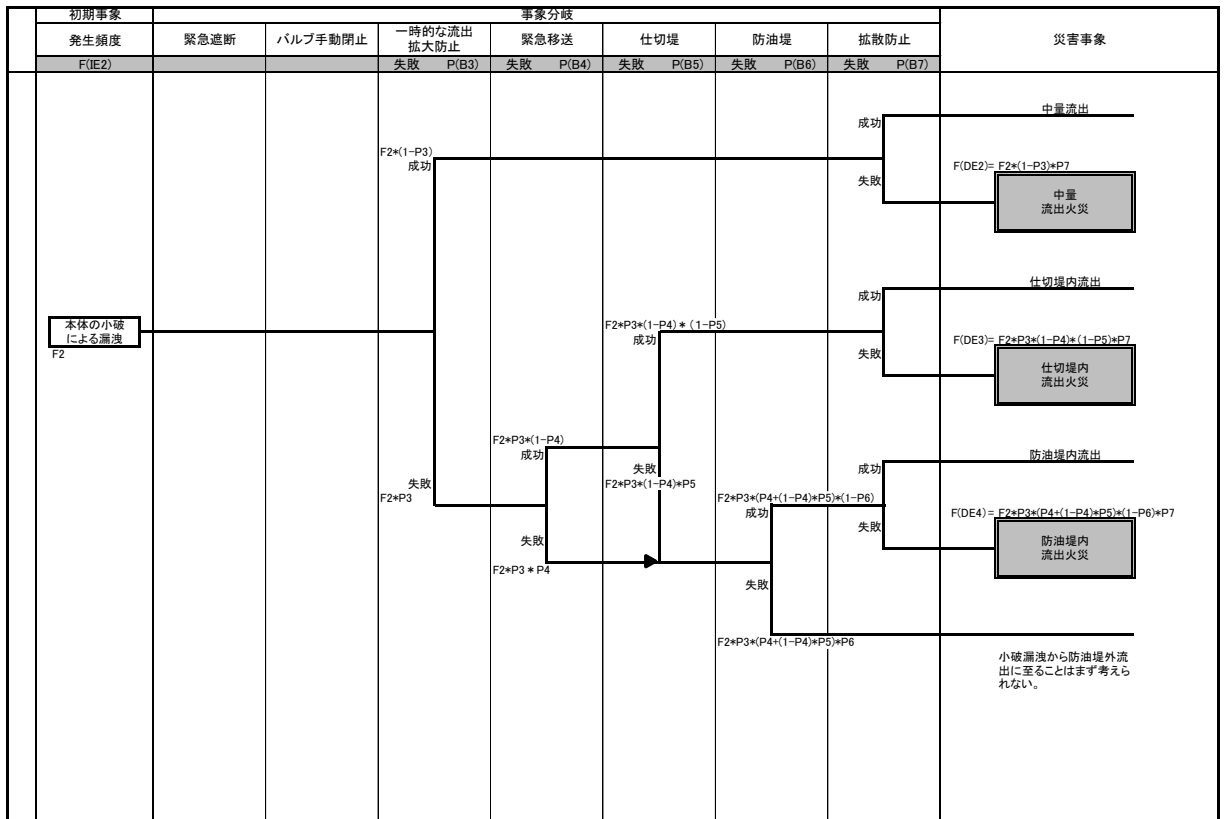 初期事象
事象分岐
発生頻度
緊急遮断
バルブ手動閉止
一時的な流出
拡大防止
緊急移送
仕切堤
防油堤
拡散防止
災害事象
F(IE2)
失敗 P(B3)
失敗 P(B4)
失敗 P(B5)
失敗 P(B6)
失敗 P(B7)
中量流出
成功
F2*(1-P3)
成功
失敗
F(DE2)= F2*(1-P3)*P7
中量
流出火災
仕切堤内流出
成功
本体の小破
による漏洩
F2
F2*P3*(1-P4)*(1-P5)
成功
失敗
F(DE3)= F2*P3*(1-P4)*(1-P5)*P7
仕切堤内
流出火災
F2*P3*(1-P4)
成功
防油堤内流出
成功
失敗
F2*P3
失敗
F2*P3*(1-P4)*P5
F2*P3*(P4+(1-P4)*P5)*(1-P6)
成功
失敗
F(DE4)= F2*P3*(P4+(1-P4)*P5)*(1-P6)*P7
防油堤内
流出火災
失敗
F2*P3*P4
失敗
F2*P3*(P4+(1-P4)*P5)*P6
小破漏洩から防油堤外流
出に至ることはまず考えら
れない。